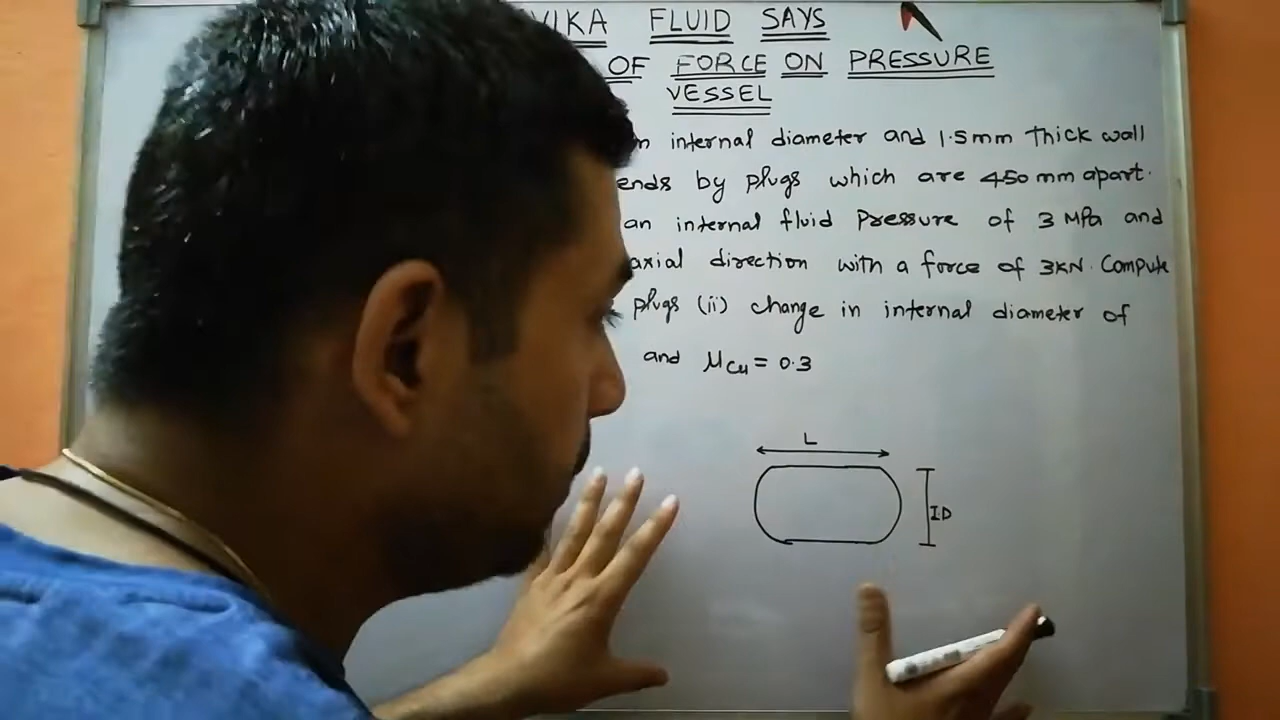 FLUID SAYS
OF FORCE ON PRESSURE
VESSEL
internal diameter and 1.5mm Thick wall
ends by plugs which are 450 mm apart.
an internal fluid Pressure of 3 MPa and
axial direction with a force of 3KN. Compute
plugs (ii) change in internal diameter of
and μCu = 0.3
L
ID